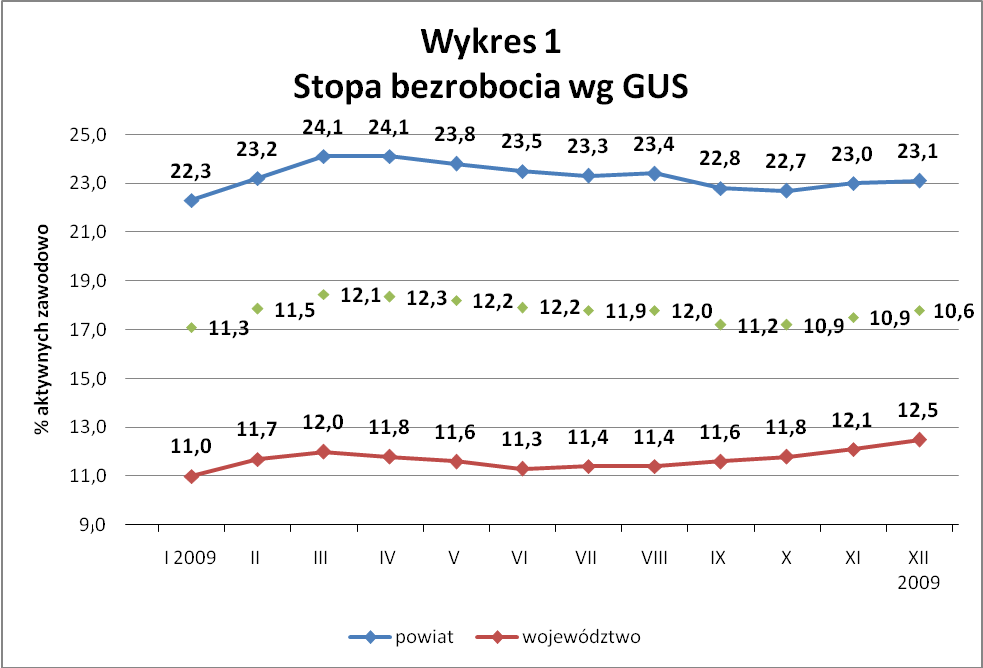 Wykres 1
Stopa bezrobocia wg GUS
% aktywnych zawodowo
25,0
23,0
21,0
19,0
17,0
15,0
13,0
11,0
9,0
22,3 23,2 24,1 24,1 23,8 23,5 23,3 23,4 22,8 22,7 23,0 23,1
11,3 11,5 12,1 12,3 12,2 12,2 11,9 12,0 11,2 10,9 10,9 10,6
11,0 11,7 12,0 11,8 11,6 11,3 11,4 11,4 11,6 11,8 12,1 12,5
I 2009 II III IV V VI VII VIII IX X XI XII
2009
powiat województwo